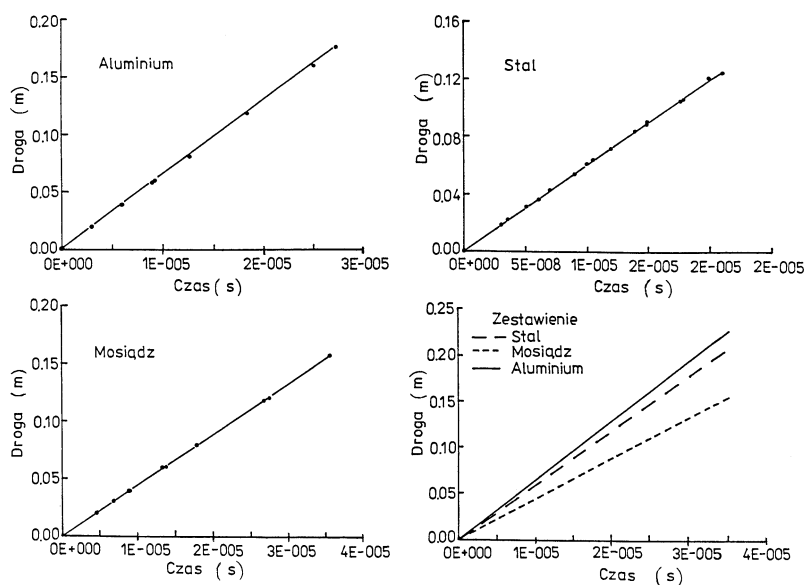 Aluminium
Droga (m)
0.20
0.15
0.10
0.05
0.00
0E+000 1E-005 2E-005 3E-005
Czas (s)
Stal
Droga (m)
0.16
0.12
0.08
0.04
0.00
0E+000 5E-008 1E-005 2E-005 2E-005 2E-005
Czas (s)
Mosiądz
Droga (m)
0.20
0.15
0.10
0.05
0.00
0E+000 1E-005 2E-005 3E-005 4E-005
Czas (s)
Zestawienie
Stal
Mosiądz
Aluminium
Droga (m)
0.25
0.20
0.15
0.10
0.05
0.00
0E+000 1E-005 2E-005 3E-005 4E-005
Czas (s)